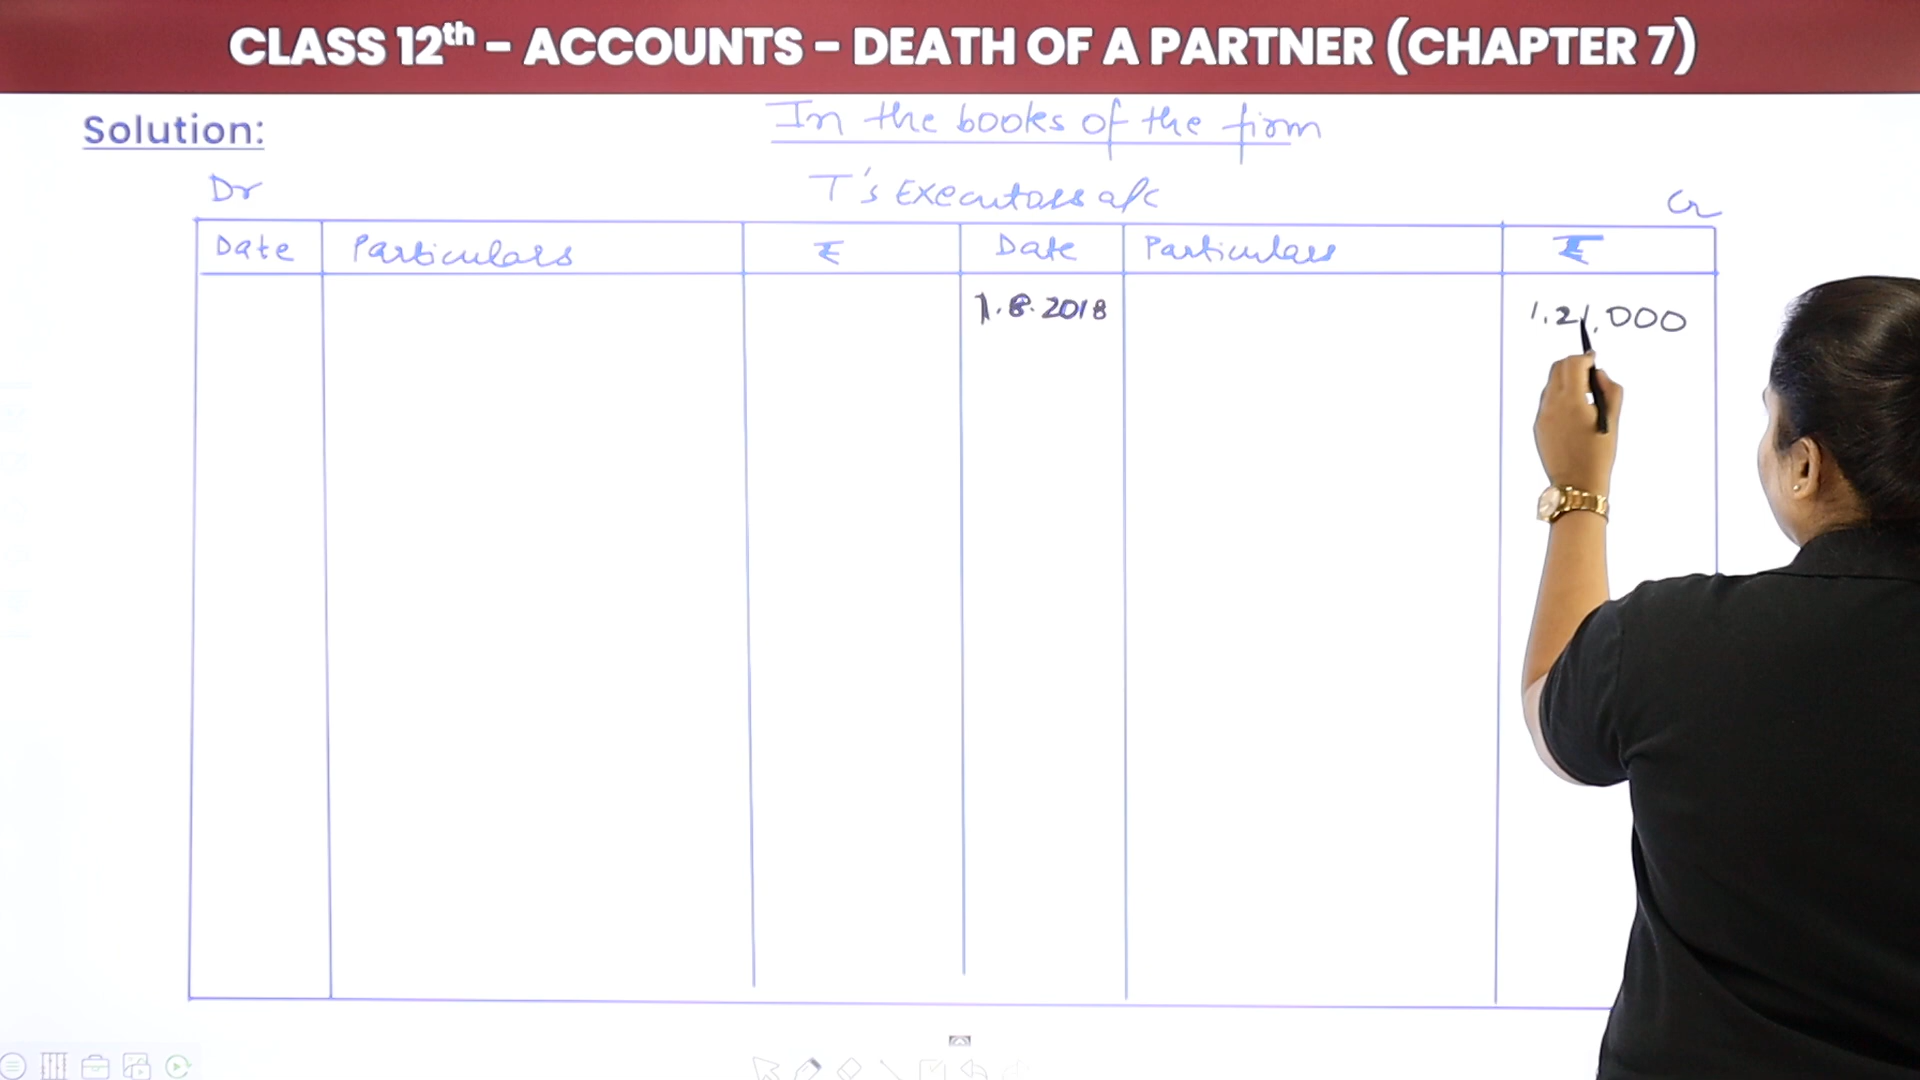 CLASS 12th – ACCOUNTS – DEATH OF A PARTNER (CHAPTER 7)
Solution:
In the books of the firm
Dr T's Executors a/c Cr
Date Particulars ₹ Date Particulars ₹
1.8.2018 1,21,000